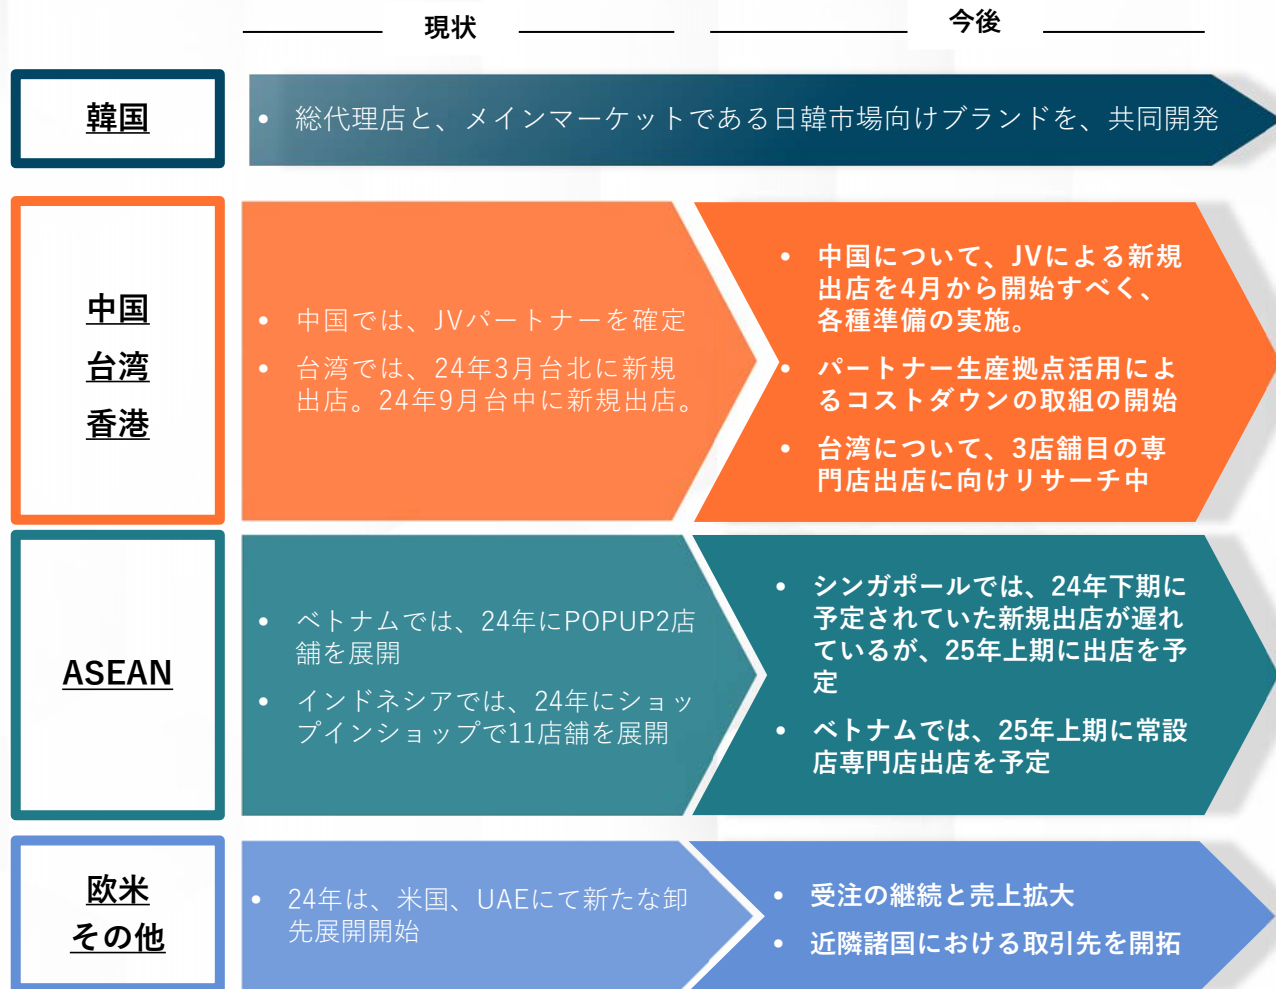 現状
今後
韓国
• 総代理店と、メインマーケットである日韓市場向けブランドを、共同開発
中国
台湾
香港
• 中国では、JVパートナーを確定
• 台湾では、24年3月台北に新規
出店。24年9月台中に新規出店。
• 中国について、JVによる新規
出店を4月から開始すべく、
各種準備の実施。
• パートナー生産拠点活用によ
るコストダウンの取組の開始
• 台湾について、3店舗目の専
門店出店に向けリサーチ中
ASEAN
• ベトナムでは、24年にPOPUP2店
舗を展開
• インドネシアでは、24年にショッ
プインショップで11店舗を展開
• シンガポールでは、24年下期に
予定されていた新規出店が遅れ
ているが、25年上期に出店を予
定
• ベトナムでは、25年上期に常設
店専門店出店を予定
欧米
その他
• 24年は、米国、UAEにて新たな卸
先展開開始
• 受注の継続と売上拡大
• 近隣諸国における取引先を開拓